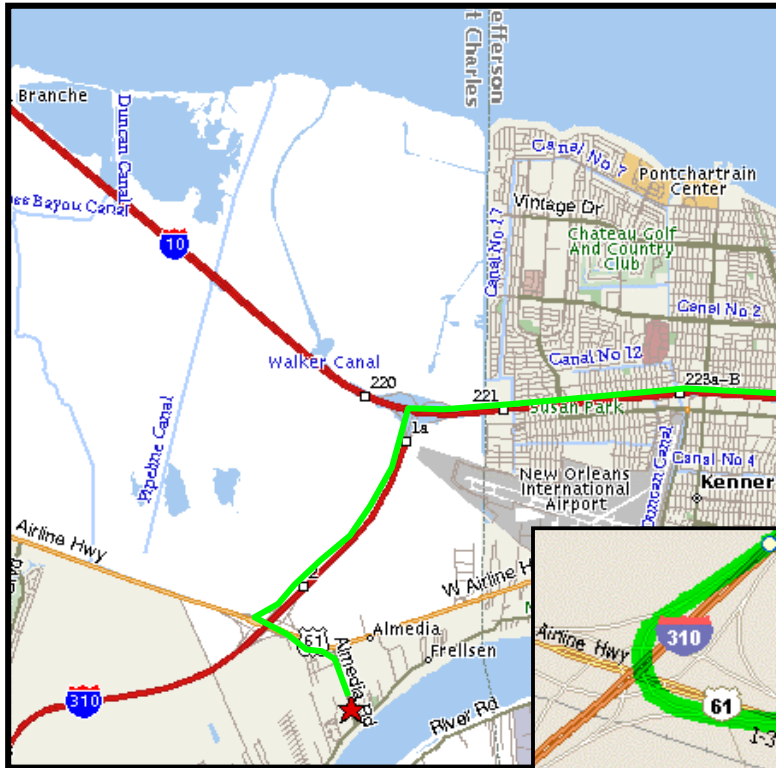 Jefferson
St Charles
Branche
Duncan Canal
Bayou Canal
10
Canal No 7
Pontchartrain
Center
Vintage Dr
Canal No 17
Chateau Golf
And Country
Club
Canal No 2
Canal No 12
Walker Canal
220
221
223a-B
Susan Park
1a
Pipeline Canal
New Orleans
International
Airport
Duncan Canal
Canal No 4
Kenner
Airline Hwy
2
W Airline H
61
Almedia Rd
Almedia
Frellsen
310
River Rd
310
Airline Hwy
61
I-3